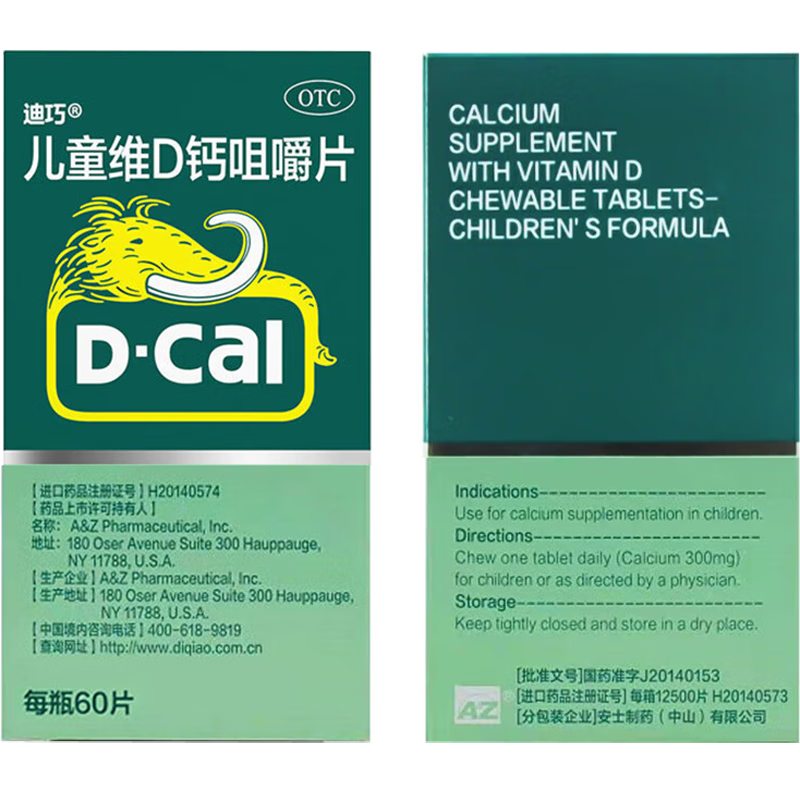 OTC
迪巧®
儿童维D钙咀嚼片
D·Cal
【进口药品注册证号】H20140574
【药品上市许可持有人】
名称: A&Z Pharmaceutical, Inc.
地址: 180 Oser Avenue Suite 300 Hauppauge,
NY 11788, U.S.A.
【生产企业】A&Z Pharmaceutical, Inc.
【生产地址】180 Oser Avenue Suite 300 Hauppauge,
NY 11788, U.S.A.
【中国境内咨询电话】400-618-9819
【查询网址】http://www.diqiao.com.cn
每瓶60片
CALCIUM
SUPPLEMENT
WITH VITAMIN D
CHEWABLE TABLETS-
CHILDREN' S FORMULA
Indications
Use for calcium supplementation in children.
Directions
Chew one tablet daily (Calcium 300mg)
for children or as directed by a physician.
Storage
Keep tightly closed and store in a dry place.
AZ®
[批准文号]国药准字J20140153
[进口药品注册证号] 每箱12500片 H20140573
[分包装企业]安士制药(中山)有限公司